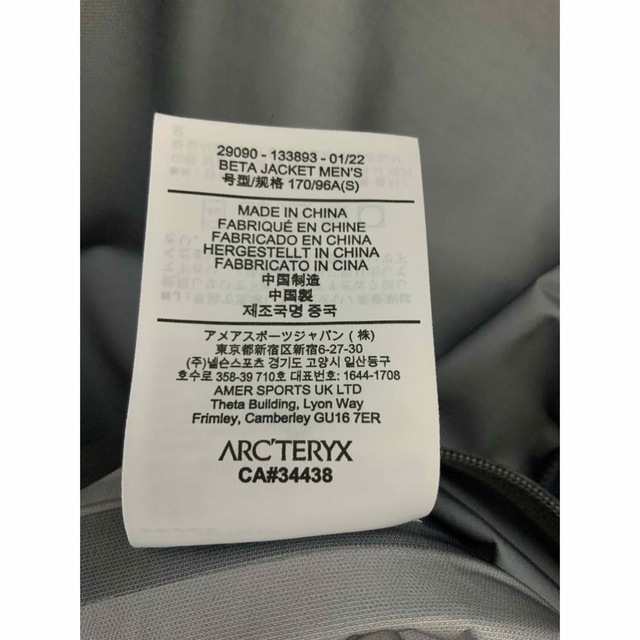 29090 - 133893 - 01/22
BETA JACKET MEN'S
号型/规格 170/96A(S)
MADE IN CHINA
FABRIQUÉ EN CHINE
FABRICADO EN CHINA
HERGESTELLT IN CHINA
FABBRICATO IN CINA
中国制造
中国製
제조국명 중국
アメアスポーツジャパン (株)
東京都新宿区新宿6-27-30
(주)넬슨스포츠 경기도 고양시 일산동구
호수로 358-39 710호 대표번호: 1644-1708
AMER SPORTS UK LTD
Theta Building, Lyon Way
Frimley, Camberley GU16 7ER
ARC'TERYX
CA#34438